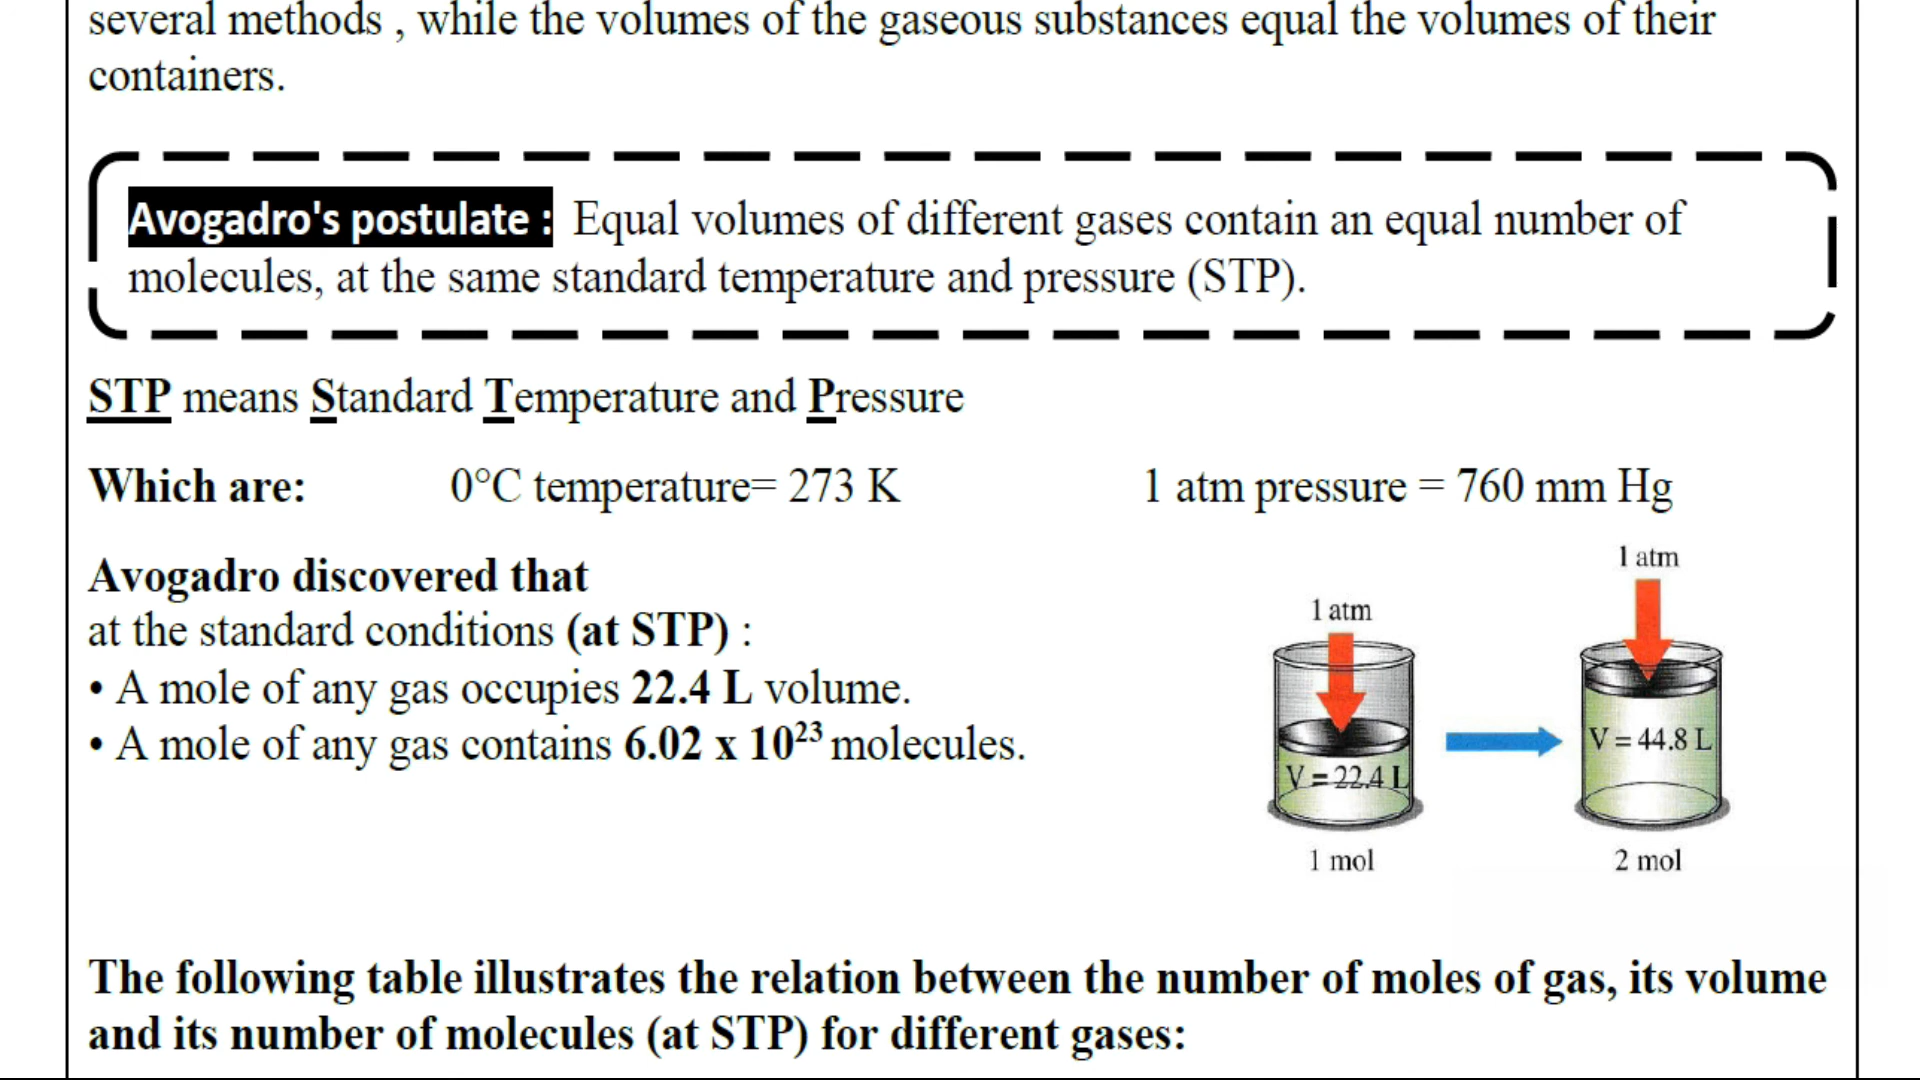 several methods , while the volumes of the gaseous substances equal the volumes of their
containers.
Avogadro's postulate : Equal volumes of different gases contain an equal number of
molecules, at the same standard temperature and pressure (STP).
STP means Standard Temperature and Pressure
Which are: 0°C temperature= 273 K 1 atm pressure = 760 mm Hg
Avogadro discovered that
at the standard conditions (at STP) :
• A mole of any gas occupies 22.4 L volume.
• A mole of any gas contains 6.02 x 10²³ molecules.
1 atm
V = 22.4 L
1 mol
1 atm
V = 44.8 L
2 mol
The following table illustrates the relation between the number of moles of gas, its volume
and its number of molecules (at STP) for different gases: